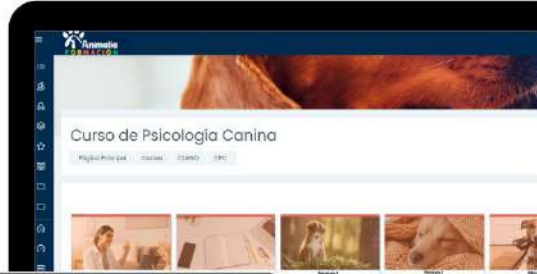 Animalia
FORMACIÓN
Curso de Psicología Canina
Página Principal Cursos CURSO CPC